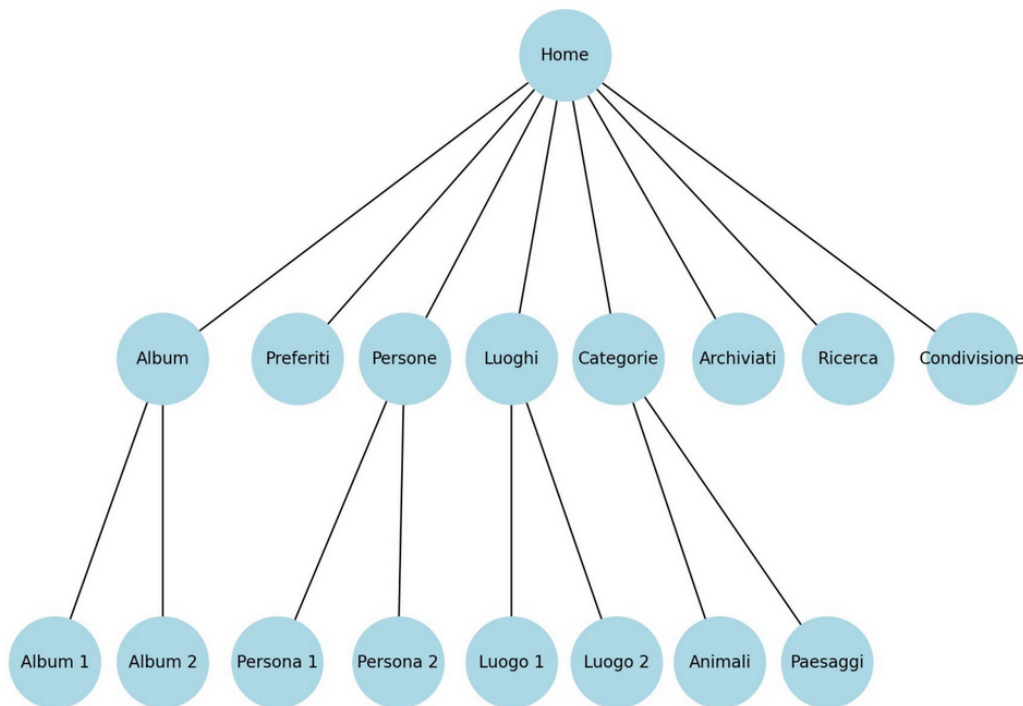 Home
Album
Preferiti
Persone
Luoghi
Categorie
Archiviati
Ricerca
Condivisione
Album 1
Album 2
Persona 1
Persona 2
Luogo 1
Luogo 2
Animali
Paesaggi